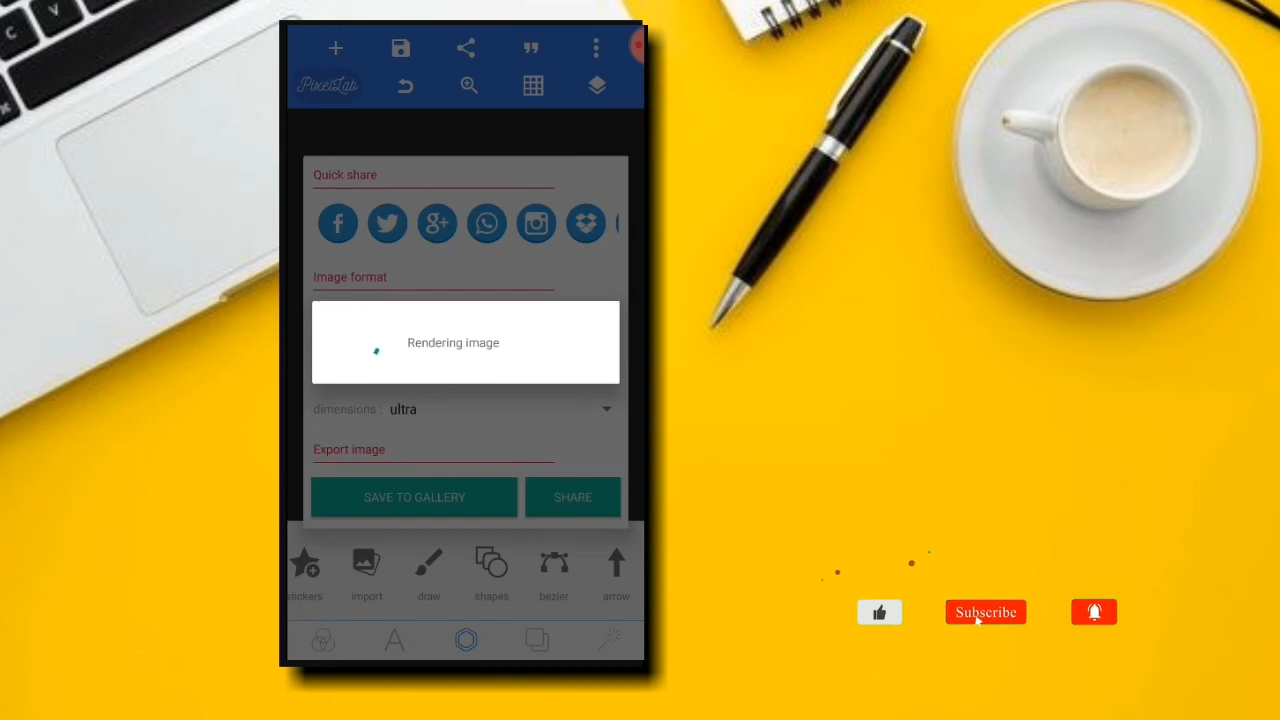 PixelLab
Quick share
Image format
Rendering image
dimensions : ultra
Export image
SAVE TO GALLERY SHARE
tickers import draw shapes bezier arrow
Subscribe